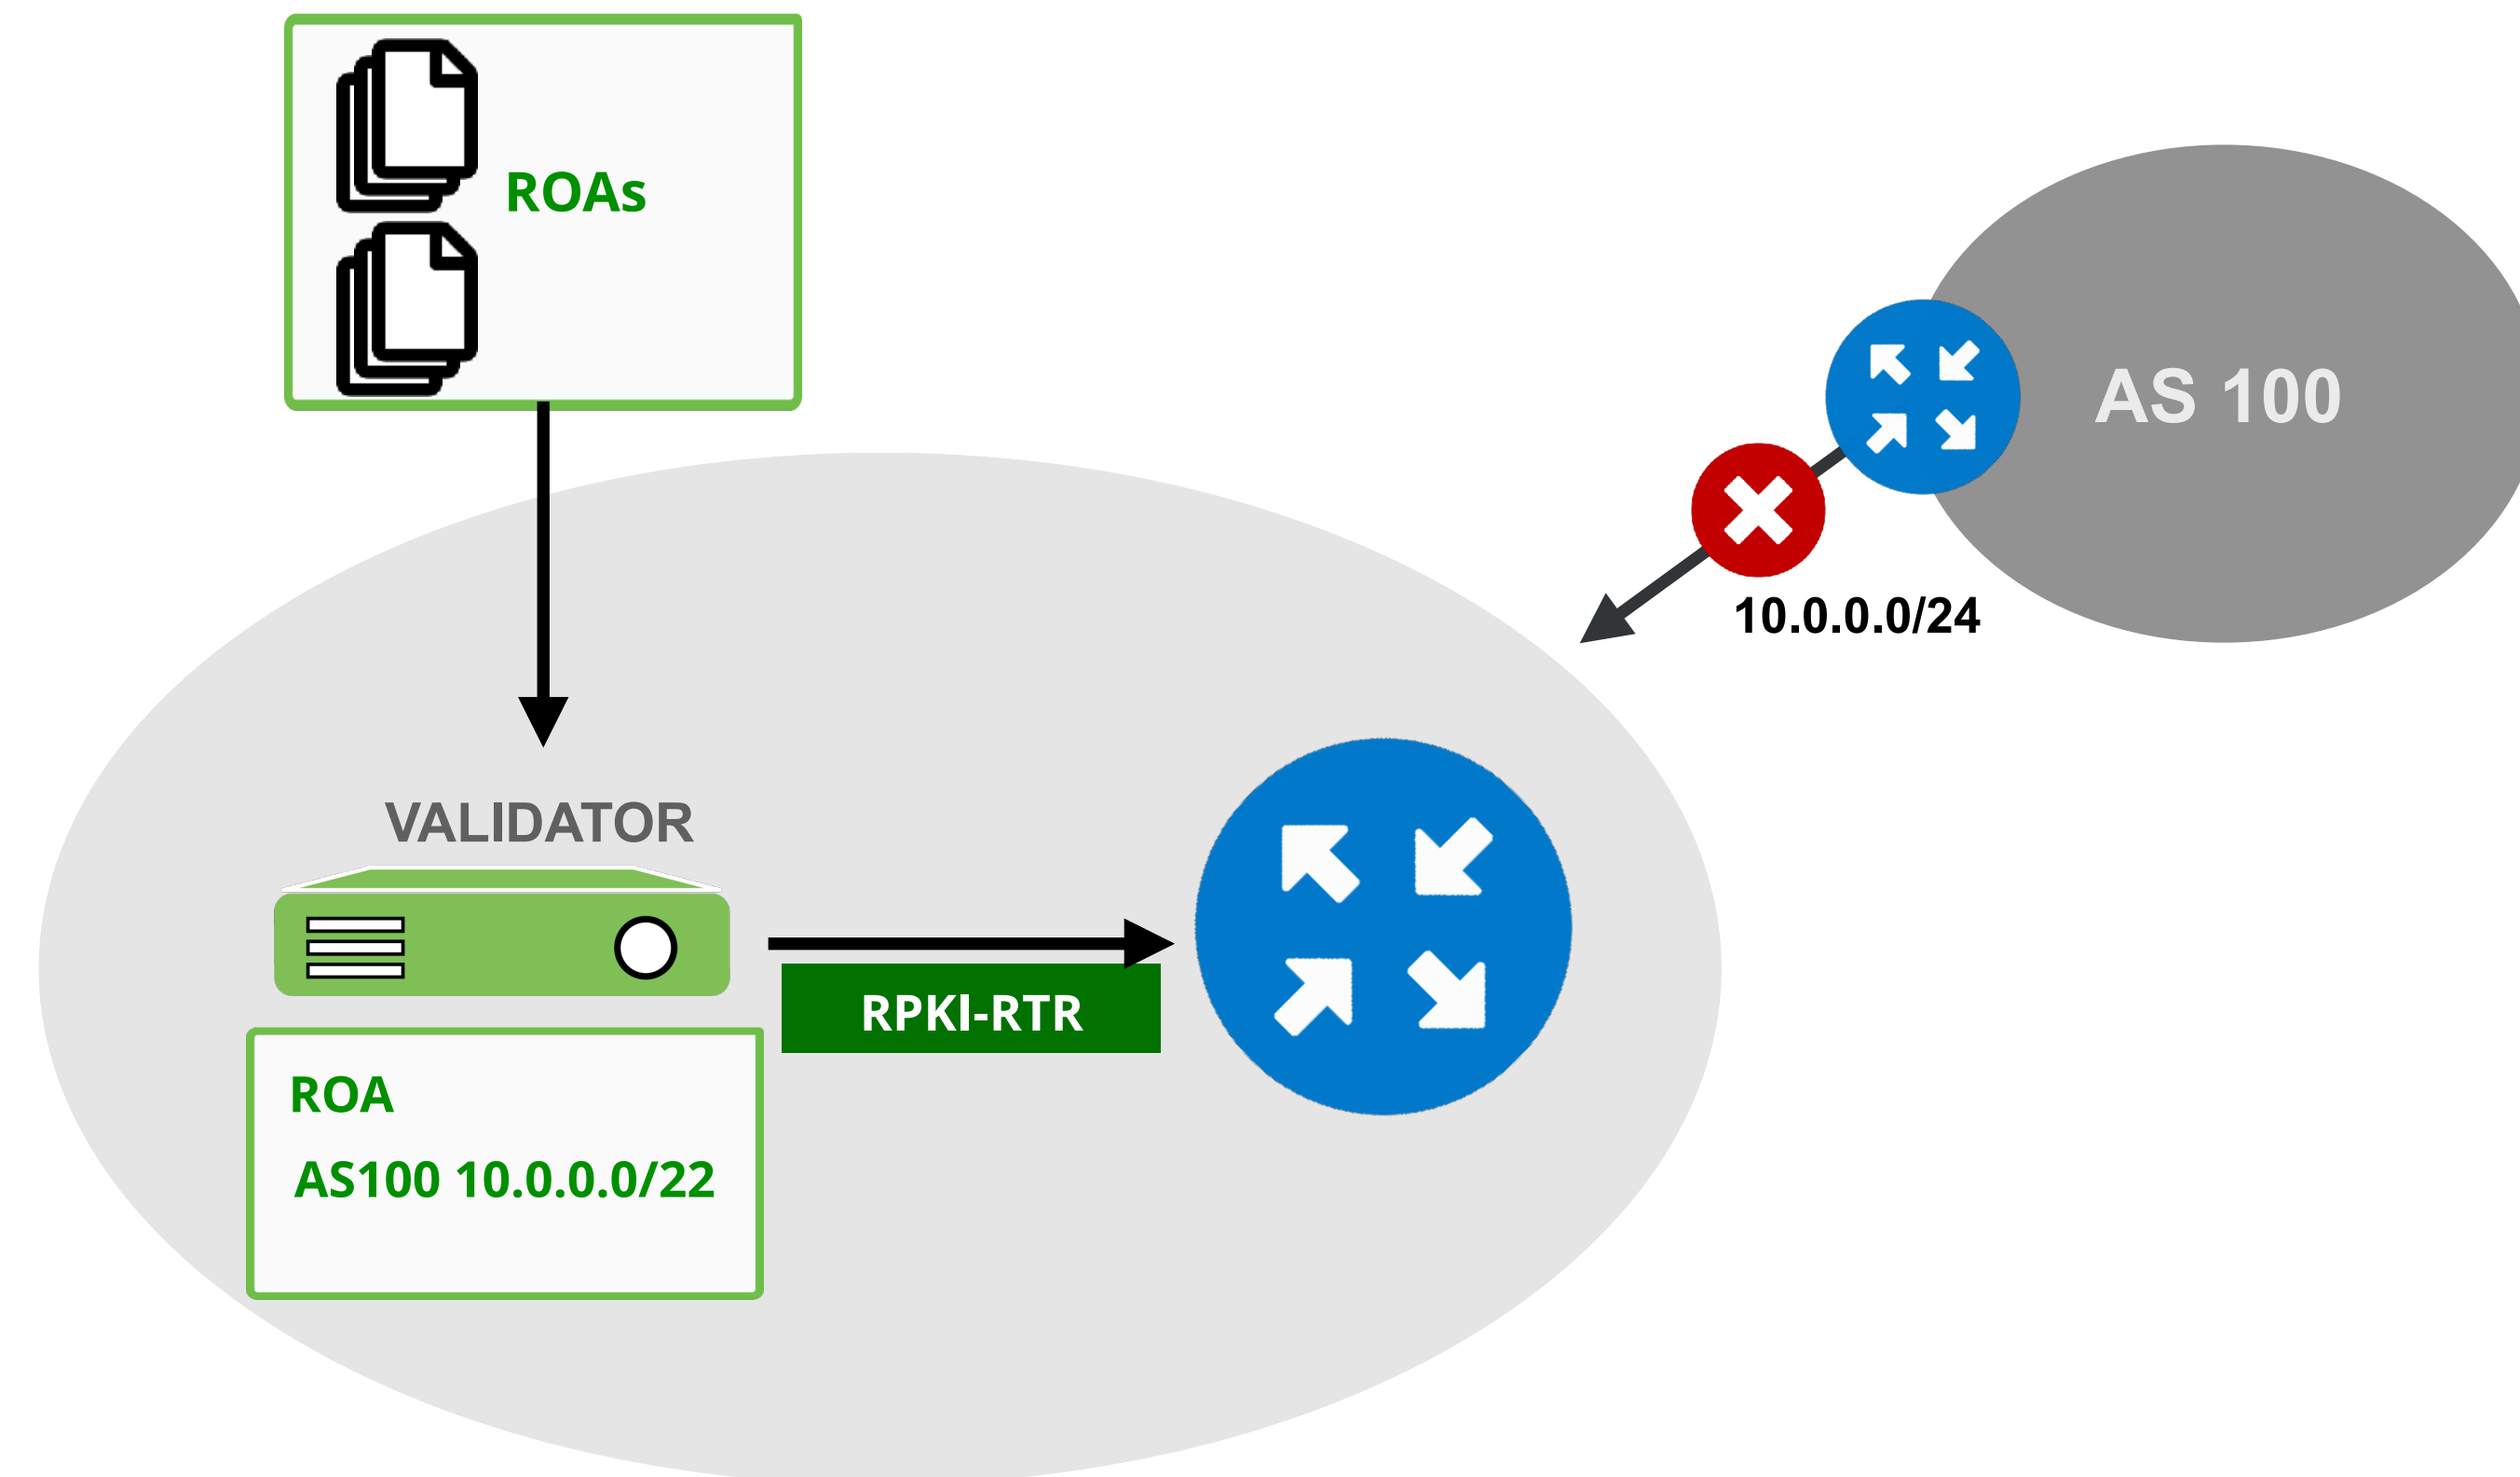 ROAs
AS 100
10.0.0.0/24
VALIDATOR
RPKI-RTR
ROA
AS100 10.0.0.0/22